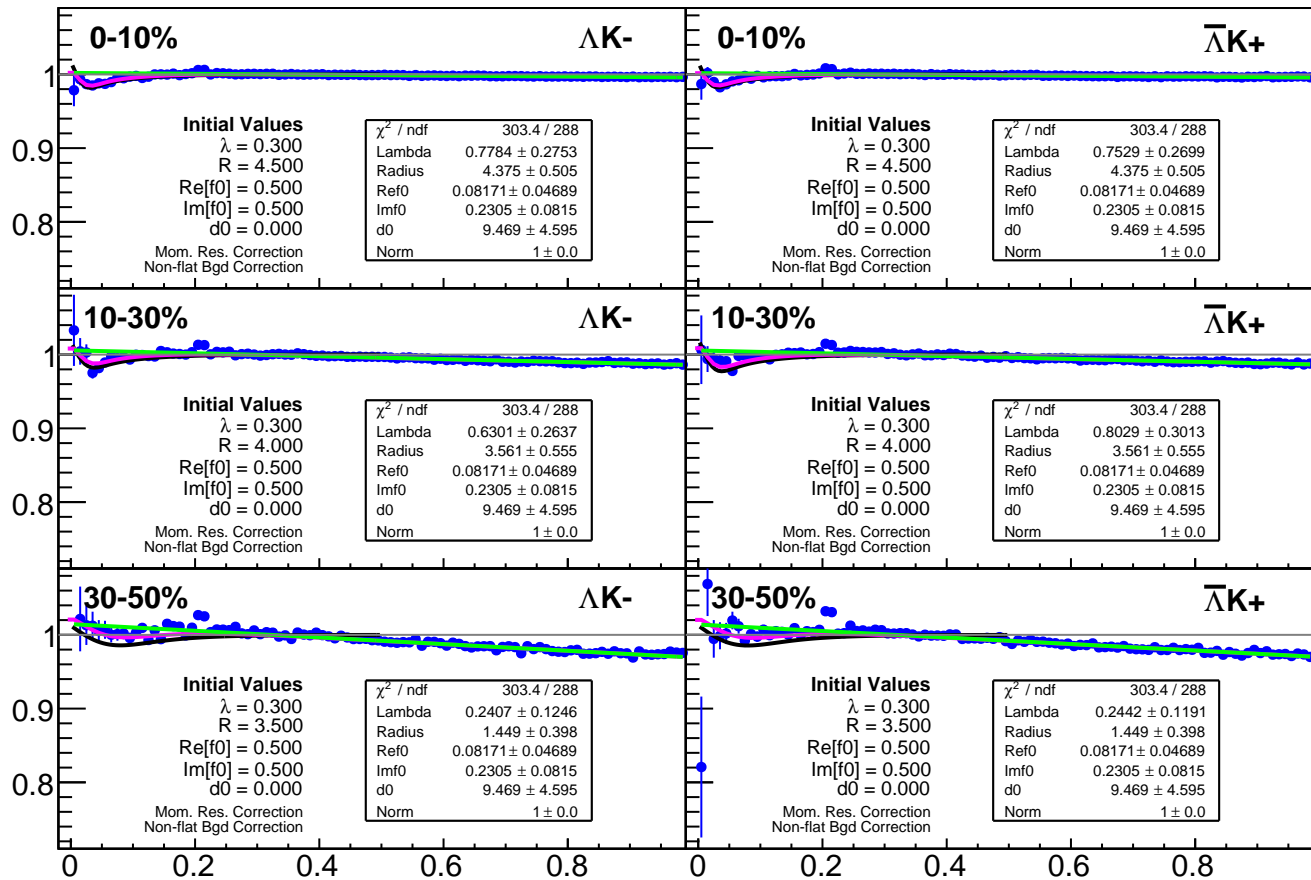 0-10% ΛK-
1
0.9
0.8
Initial Values
λ = 0.300
R = 4.500
Re[f0] = 0.500
Im[f0] = 0.500
d0 = 0.000
Mom. Res. Correction
Non-flat Bgd Correction
χ² / ndf 303.4 / 288
Lambda 0.7784 ± 0.2753
Radius 4.375 ± 0.505
Ref0 0.08171 ± 0.04689
Imf0 0.2305 ± 0.0815
d0 9.469 ± 4.595
Norm 1 ± 0.0
0-10% Λ̅K+
Initial Values
λ = 0.300
R = 4.500
Re[f0] = 0.500
Im[f0] = 0.500
d0 = 0.000
Mom. Res. Correction
Non-flat Bgd Correction
χ² / ndf 303.4 / 288
Lambda 0.7529 ± 0.2699
Radius 4.375 ± 0.505
Ref0 0.08171 ± 0.04689
Imf0 0.2305 ± 0.0815
d0 9.469 ± 4.595
Norm 1 ± 0.0
10-30% ΛK-
1
0.9
0.8
Initial Values
λ = 0.300
R = 4.000
Re[f0] = 0.500
Im[f0] = 0.500
d0 = 0.000
Mom. Res. Correction
Non-flat Bgd Correction
χ² / ndf 303.4 / 288
Lambda 0.6301 ± 0.2637
Radius 3.561 ± 0.555
Ref0 0.08171 ± 0.04689
Imf0 0.2305 ± 0.0815
d0 9.469 ± 4.595
Norm 1 ± 0.0
10-30% Λ̅K+
Initial Values
λ = 0.300
R = 4.000
Re[f0] = 0.500
Im[f0] = 0.500
d0 = 0.000
Mom. Res. Correction
Non-flat Bgd Correction
χ² / ndf 303.4 / 288
Lambda 0.8029 ± 0.3013
Radius 3.561 ± 0.555
Ref0 0.08171 ± 0.04689
Imf0 0.2305 ± 0.0815
d0 9.469 ± 4.595
Norm 1 ± 0.0
30-50% ΛK-
1
0.9
0.8
Initial Values
λ = 0.300
R = 3.500
Re[f0] = 0.500
Im[f0] = 0.500
d0 = 0.000
Mom. Res. Correction
Non-flat Bgd Correction
χ² / ndf 303.4 / 288
Lambda 0.2407 ± 0.1246
Radius 1.449 ± 0.398
Ref0 0.08171 ± 0.04689
Imf0 0.2305 ± 0.0815
d0 9.469 ± 4.595
Norm 1 ± 0.0
30-50% Λ̅K+
Initial Values
λ = 0.300
R = 3.500
Re[f0] = 0.500
Im[f0] = 0.500
d0 = 0.000
Mom. Res. Correction
Non-flat Bgd Correction
χ² / ndf 303.4 / 288
Lambda 0.2442 ± 0.1191
Radius 1.449 ± 0.398
Ref0 0.08171 ± 0.04689
Imf0 0.2305 ± 0.0815
d0 9.469 ± 4.595
Norm 1 ± 0.0
0 0.2 0.4 0.6 0.8 0 0.2 0.4 0.6 0.8